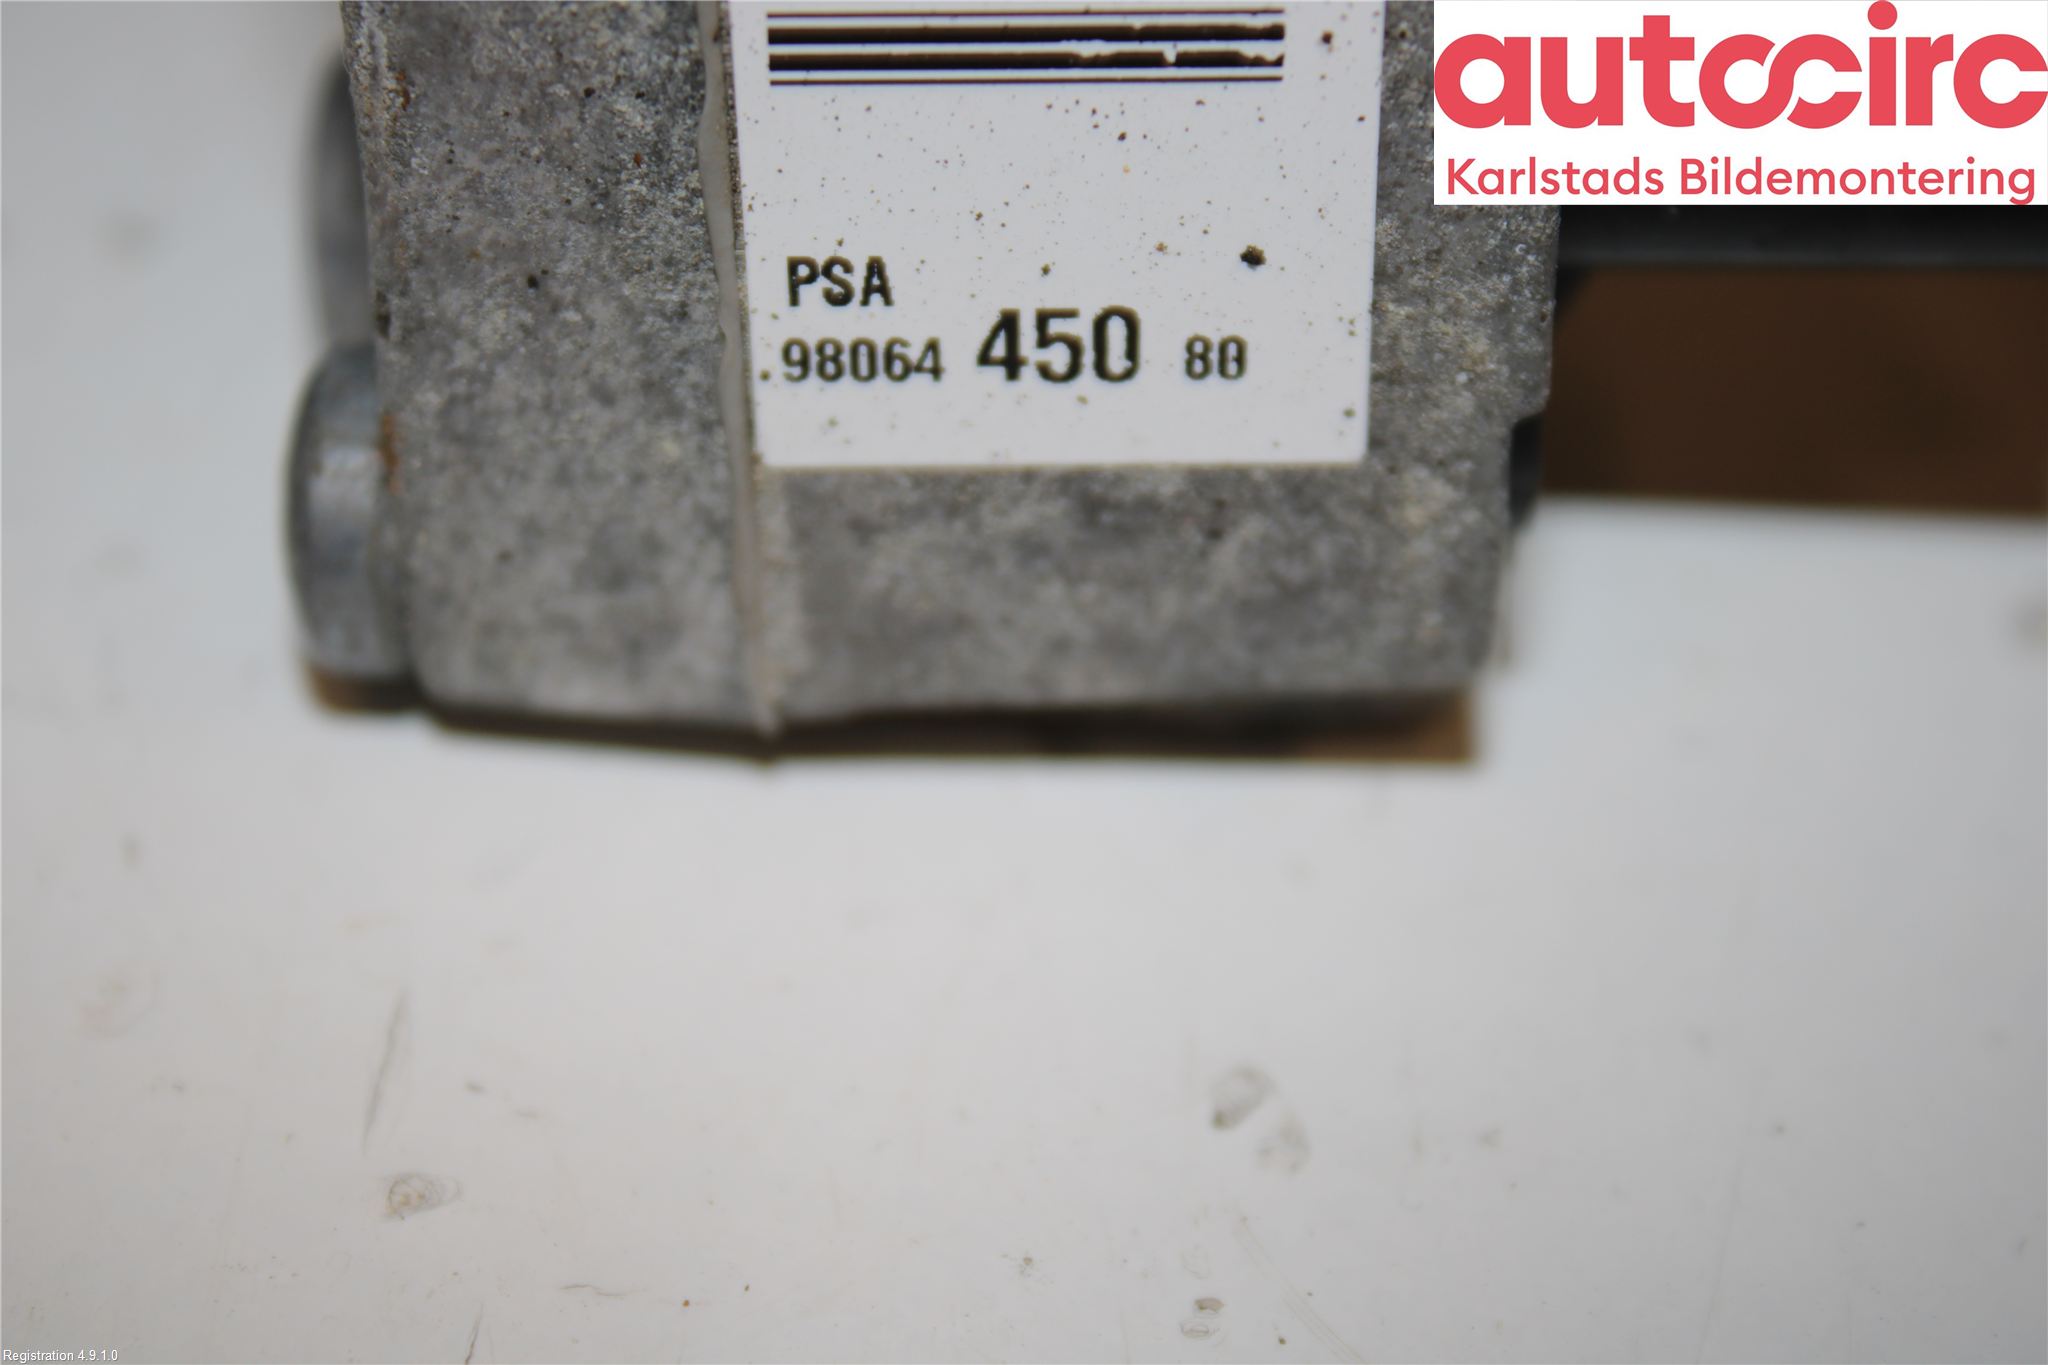 autocirc
Karlstads Bildemontering
PSA
98064 450 80
Registration 4.9.1.0